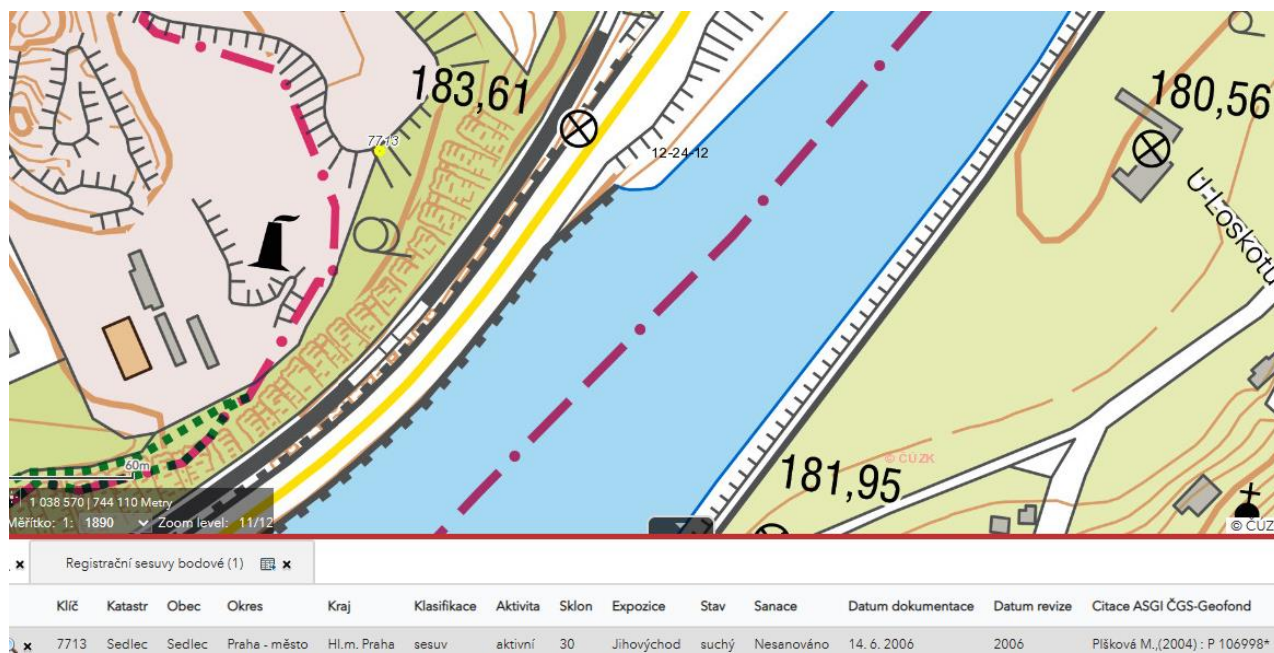 183,61
7713
12-24-12
180,56
U-Loskotu
© ČÚZK
181,95
60m
1 038 570 | 744 110 Metry
Měřítko: 1: 1890 Zoom level: 11/12
© ČÚZ
Registrační sesuvy bodové (1)
Klíč Katastr Obec Okres Kraj Klasifikace Aktivita Sklon Expozice Stav Sanace Datum dokumentace Datum revize Citace ASGI ČGS-Geofond
7713 Sedlec Sedlec Praha - město Hl.m. Praha sesuv aktivní 30 Jihovýchod suchý Nesanováno 14. 6. 2006 2006 Plšková M.,(2004) : P 106998*